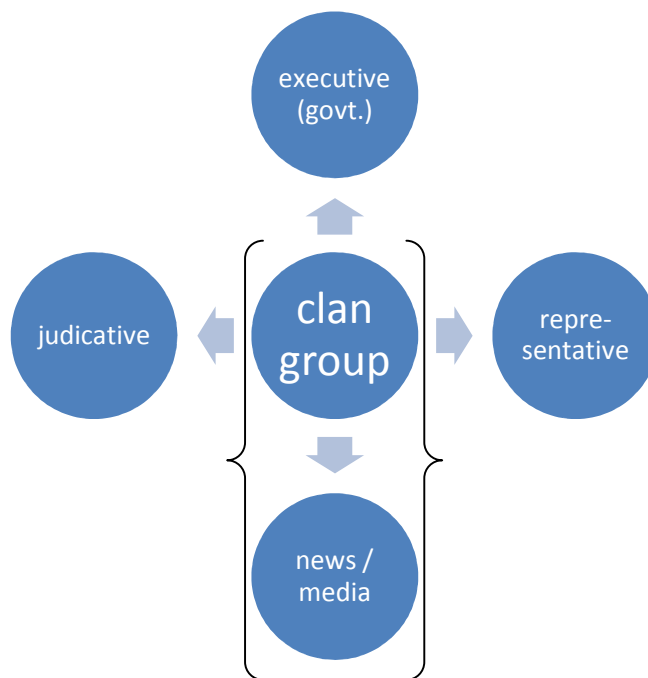 executive
(govt.)
judicative
clan
group
repre-
sentative
news /
media